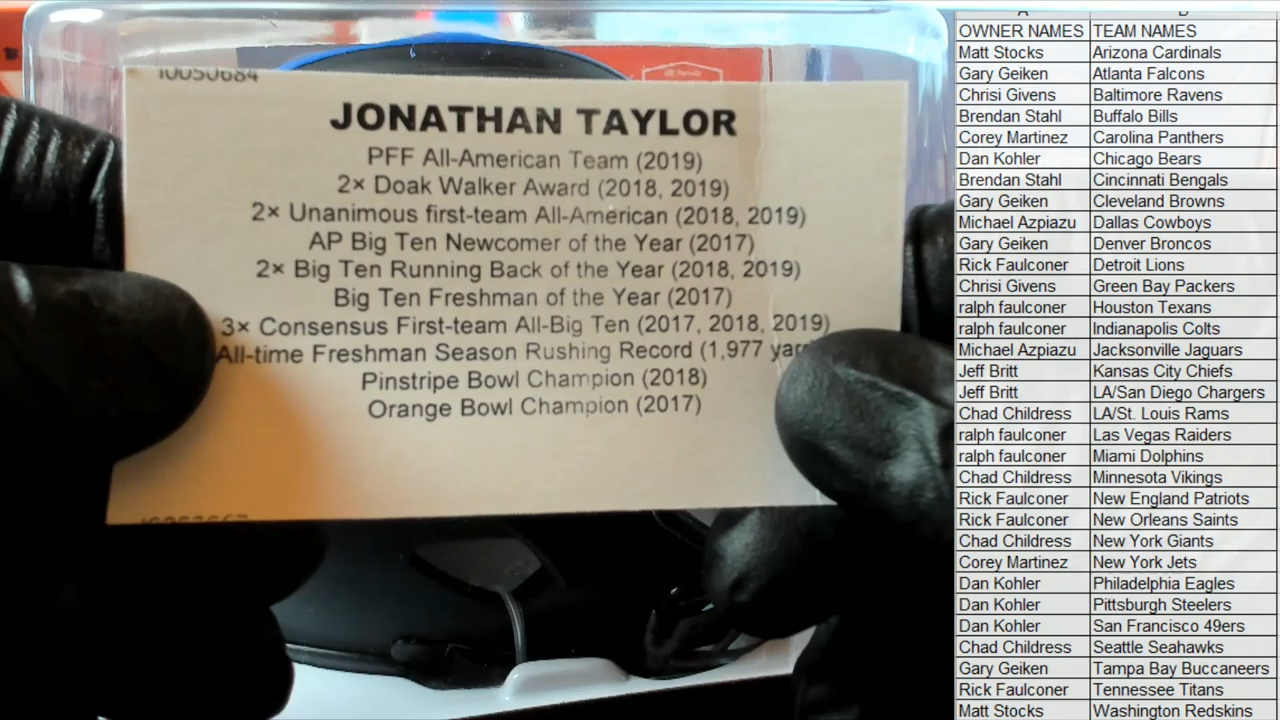 10050684
JONATHAN TAYLOR
PFF All-American Team (2019)
2× Doak Walker Award (2018, 2019)
2× Unanimous first-team All-American (2018, 2019)
AP Big Ten Newcomer of the Year (2017)
2× Big Ten Running Back of the Year (2018, 2019)
Big Ten Freshman of the Year (2017)
3× Consensus First-team All-Big Ten (2017, 2018, 2019)
All-time Freshman Season Rushing Record (1,977
Pinstripe Bowl Champion (2018)
Orange Bowl Champion (2017)
OWNER NAMES TEAM NAMES
Matt Stocks Arizona Cardinals
Gary Geiken Atlanta Falcons
Chrisi Givens Baltimore Ravens
Brendan Stahl Buffalo Bills
Corey Martinez Carolina Panthers
Dan Kohler Chicago Bears
Brendan Stahl Cincinnati Bengals
Gary Geiken Cleveland Browns
Michael Azpiazu Dallas Cowboys
Gary Geiken Denver Broncos
Rick Faulconer Detroit Lions
Chrisi Givens Green Bay Packers
ralph faulconer Houston Texans
ralph faulconer Indianapolis Colts
Michael Azpiazu Jacksonville Jaguars
Jeff Britt Kansas City Chiefs
Jeff Britt LA/San Diego Chargers
Chad Childress LA/St. Louis Rams
ralph faulconer Las Vegas Raiders
ralph faulconer Miami Dolphins
Chad Childress Minnesota Vikings
Rick Faulconer New England Patriots
Rick Faulconer New Orleans Saints
Chad Childress New York Giants
Corey Martinez New York Jets
Dan Kohler Philadelphia Eagles
Dan Kohler Pittsburgh Steelers
Dan Kohler San Francisco 49ers
Chad Childress Seattle Seahawks
Gary Geiken Tampa Bay Buccaneers
Rick Faulconer Tennessee Titans
Matt Stocks Washington Redskins